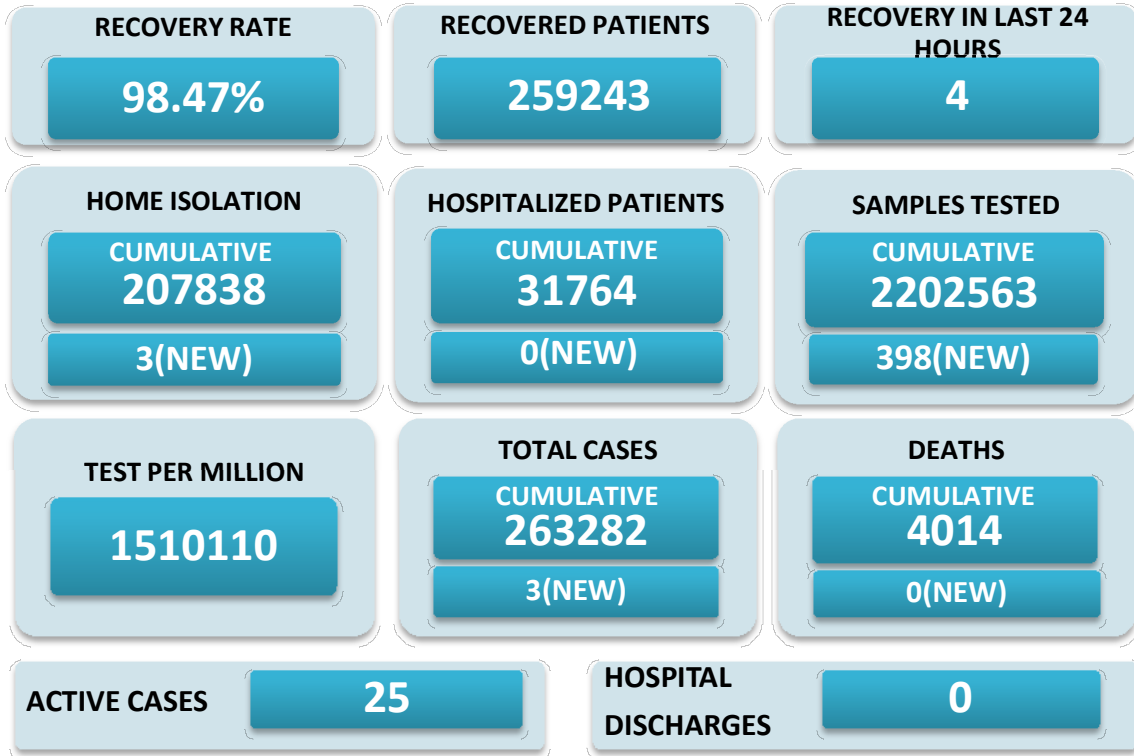 RECOVERY RATE
98.47%
RECOVERED PATIENTS
259243
RECOVERY IN LAST 24
HOURS
4
HOME ISOLATION
CUMULATIVE
207838
3(NEW)
HOSPITALIZED PATIENTS
CUMULATIVE
31764
0(NEW)
SAMPLES TESTED
CUMULATIVE
2202563
398(NEW)
TEST PER MILLION
1510110
TOTAL CASES
CUMULATIVE
263282
3(NEW)
DEATHS
CUMULATIVE
4014
0(NEW)
ACTIVE CASES
25
HOSPITAL
DISCHARGES
0